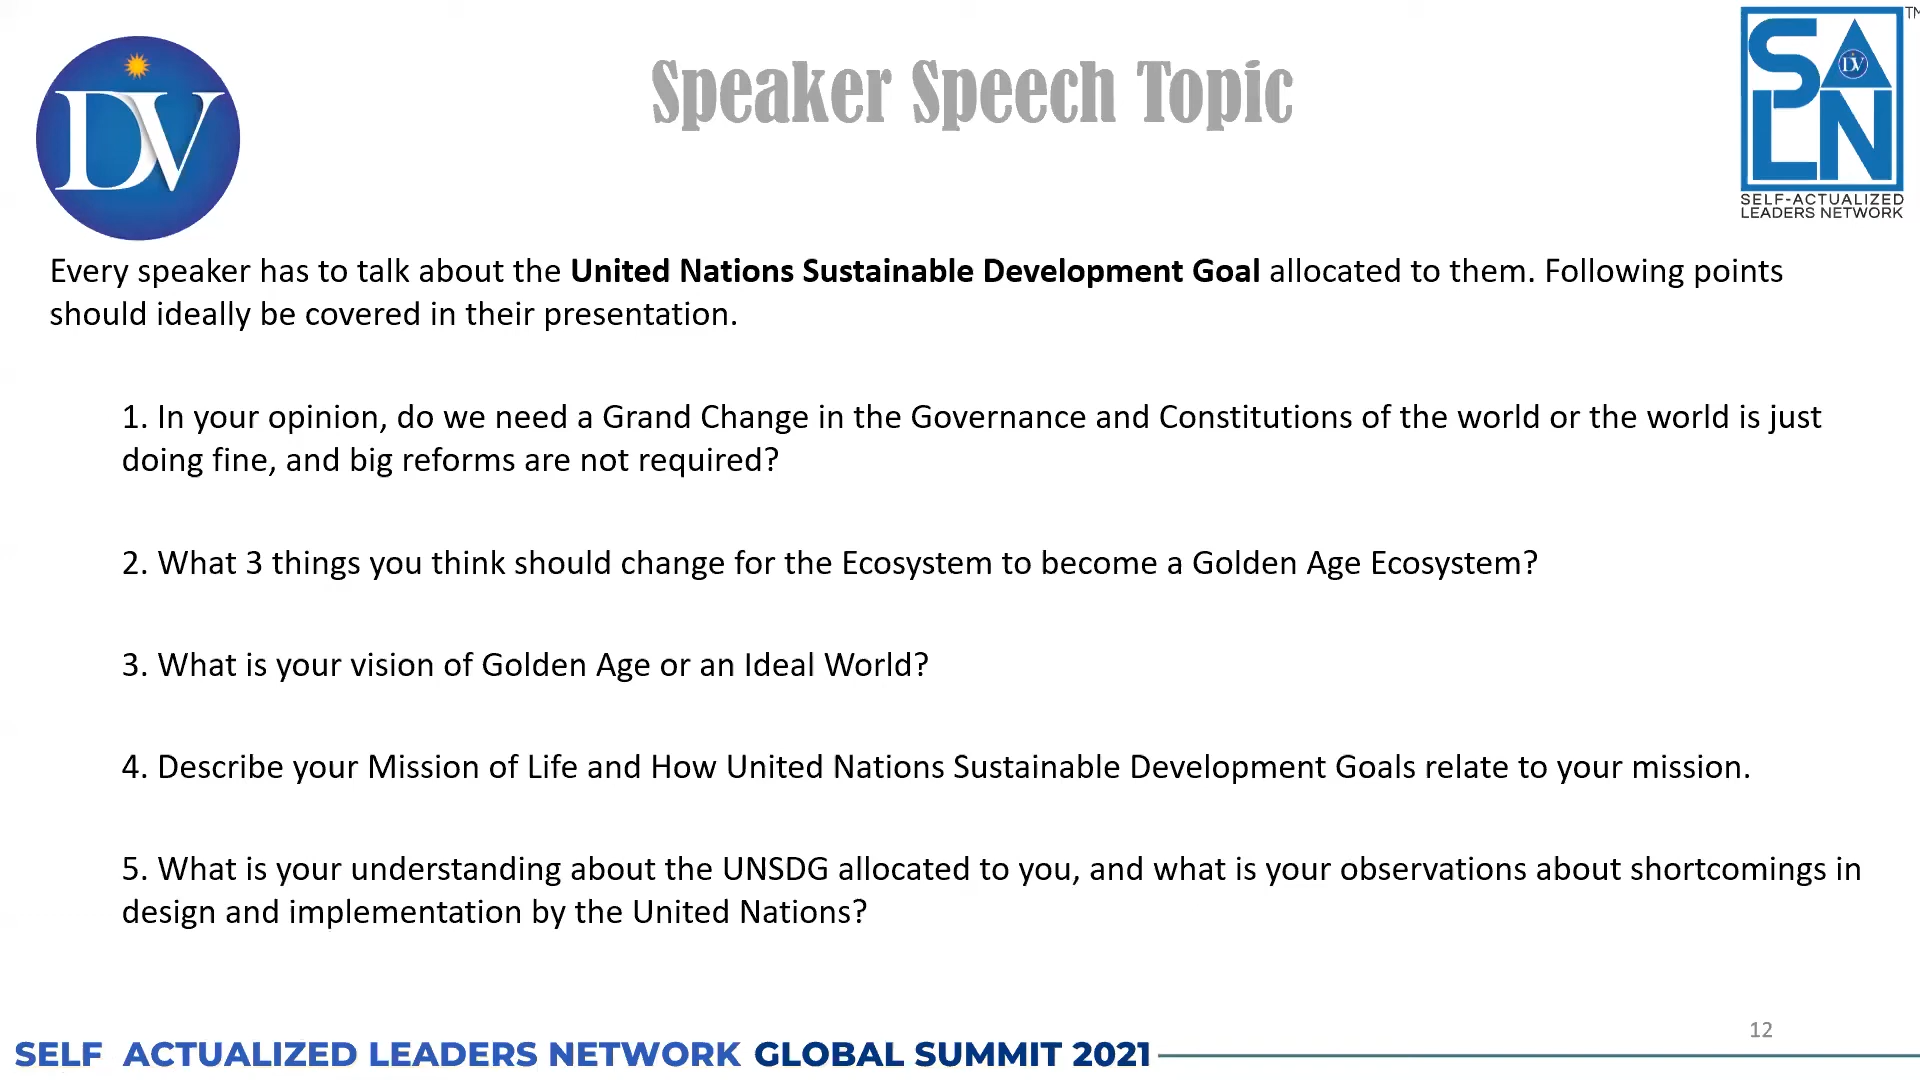 DV
Speaker Speech Topic
TM
SALN
DV
SELF-ACTUALIZED
LEADERS NETWORK
Every speaker has to talk about the United Nations Sustainable Development Goal allocated to them. Following points
should ideally be covered in their presentation.
1. In your opinion, do we need a Grand Change in the Governance and Constitutions of the world or the world is just
doing fine, and big reforms are not required?
2. What 3 things you think should change for the Ecosystem to become a Golden Age Ecosystem?
3. What is your vision of Golden Age or an Ideal World?
4. Describe your Mission of Life and How United Nations Sustainable Development Goals relate to your mission.
5. What is your understanding about the UNSDG allocated to you, and what is your observations about shortcomings in
design and implementation by the United Nations?
12
SELF ACTUALIZED LEADERS NETWORK GLOBAL SUMMIT 2021